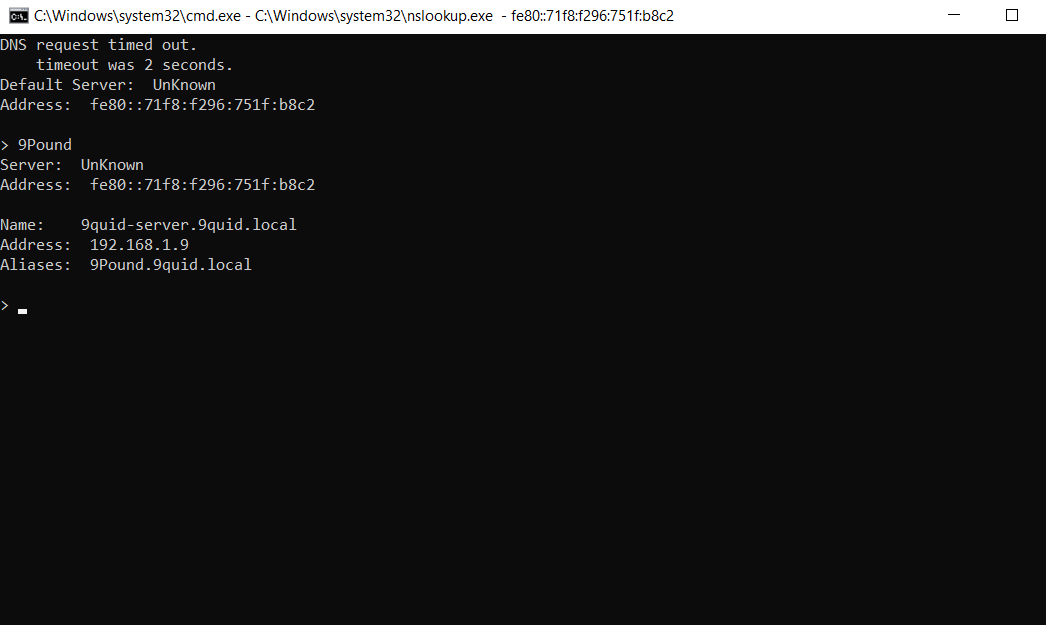 C:\Windows\system32\cmd.exe - C:\Windows\system32\nslookup.exe - fe80::71f8:f296:751f:b8c2
DNS request timed out.
    timeout was 2 seconds.
Default Server:  UnKnown
Address:  fe80::71f8:f296:751f:b8c2

> 9Pound
Server:  UnKnown
Address:  fe80::71f8:f296:751f:b8c2

Name:    9quid-server.9quid.local
Address:  192.168.1.9
Aliases:  9Pound.9quid.local

>